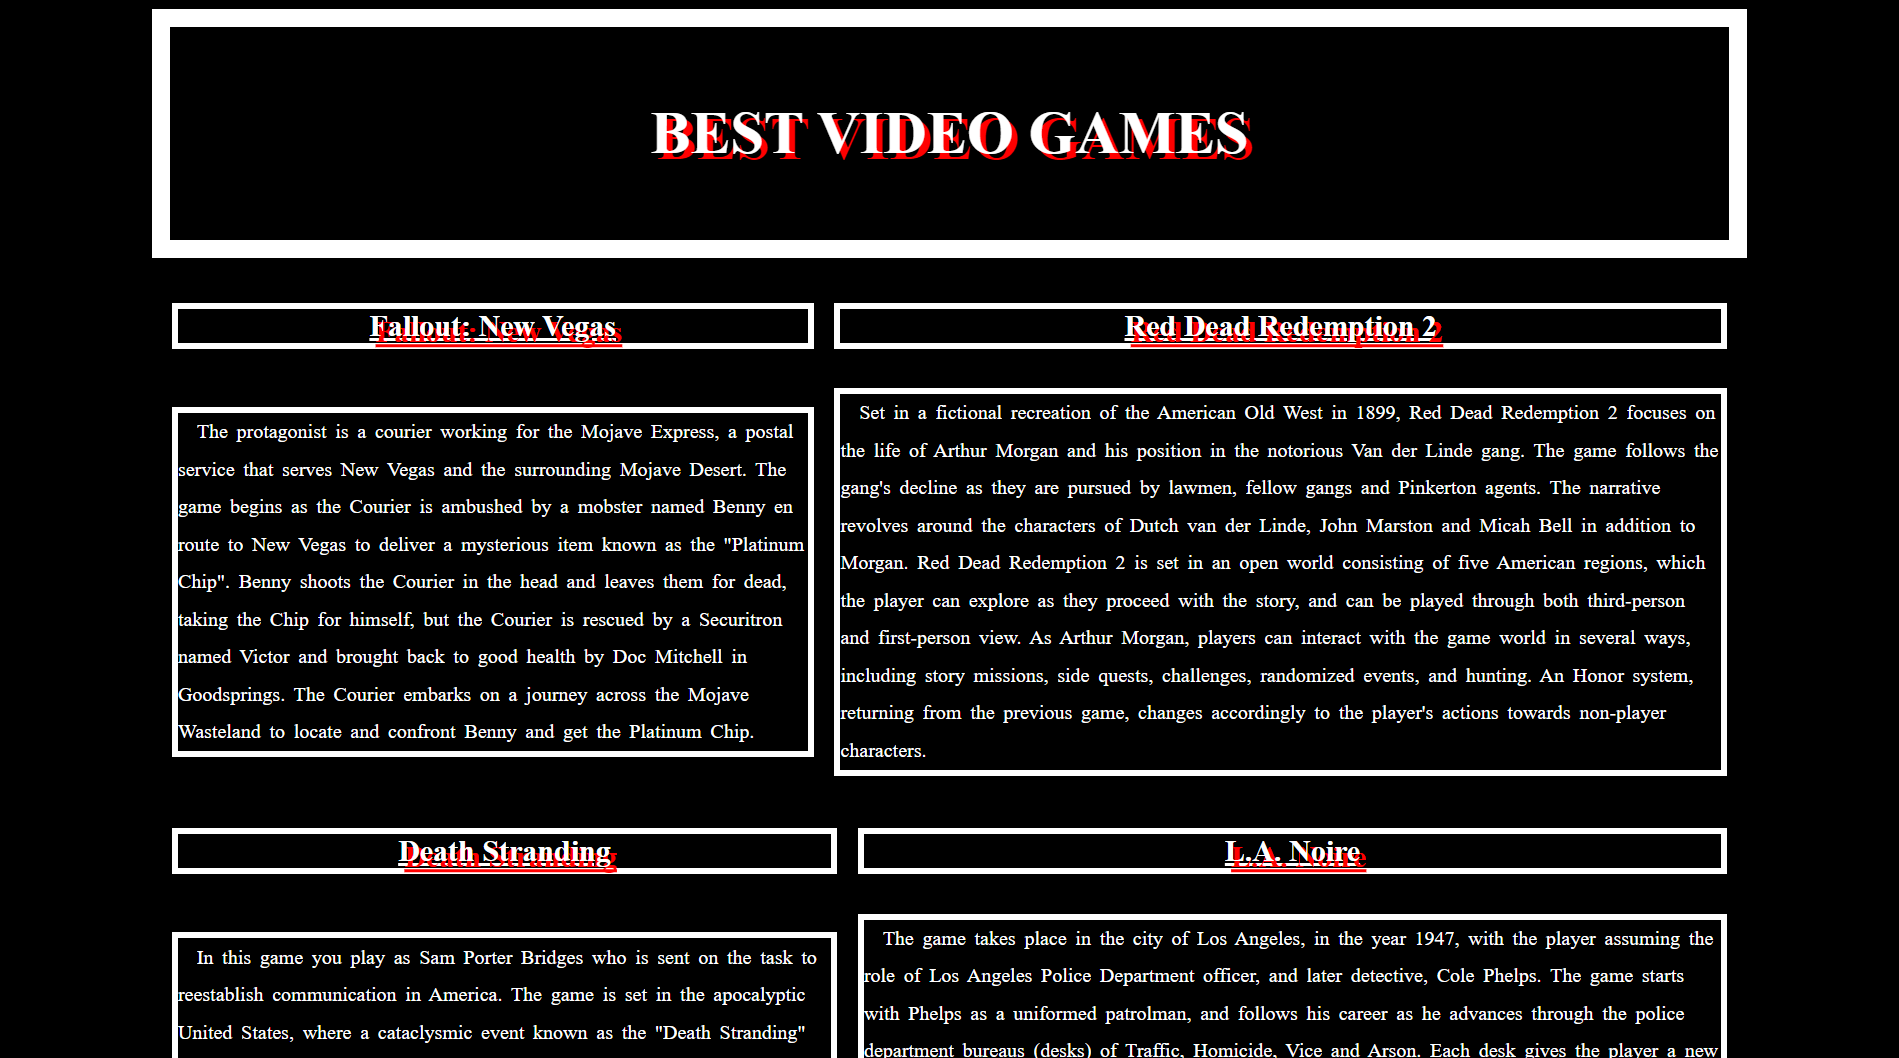 BEST VIDEO GAMES
Fallout: New Vegas
The protagonist is a courier working for the Mojave Express, a postal
service that serves New Vegas and the surrounding Mojave Desert. The
game begins as the Courier is ambushed by a mobster named Benny en
route to New Vegas to deliver a mysterious item known as the "Platinum
Chip". Benny shoots the Courier in the head and leaves them for dead,
taking the Chip for himself, but the Courier is rescued by a Securitron
named Victor and brought back to good health by Doc Mitchell in
Goodsprings. The Courier embarks on a journey across the Mojave
Wasteland to locate and confront Benny and get the Platinum Chip.
Red Dead Redemption 2
Set in a fictional recreation of the American Old West in 1899, Red Dead Redemption 2 focuses on
the life of Arthur Morgan and his position in the notorious Van der Linde gang. The game follows the
gang's decline as they are pursued by lawmen, fellow gangs and Pinkerton agents. The narrative
revolves around the characters of Dutch van der Linde, John Marston and Micah Bell in addition to
Morgan. Red Dead Redemption 2 is set in an open world consisting of five American regions, which
the player can explore as they proceed with the story, and can be played through both third-person
and first-person view. As Arthur Morgan, players can interact with the game world in several ways,
including story missions, side quests, challenges, randomized events, and hunting. An Honor system,
returning from the previous game, changes accordingly to the player's actions towards non-player
characters.
Death Stranding
In this game you play as Sam Porter Bridges who is sent on the task to
reestablish communication in America. The game is set in the apocalyptic
United States, where a cataclysmic event known as the "Death Stranding"
L.A. Noire
The game takes place in the city of Los Angeles, in the year 1947, with the player assuming the
role of Los Angeles Police Department officer, and later detective, Cole Phelps. The game starts
with Phelps as a uniformed patrolman, and follows his career as he advances through the police
department bureaus (desks) of Traffic, Homicide, Vice and Arson. Each desk gives the player a new